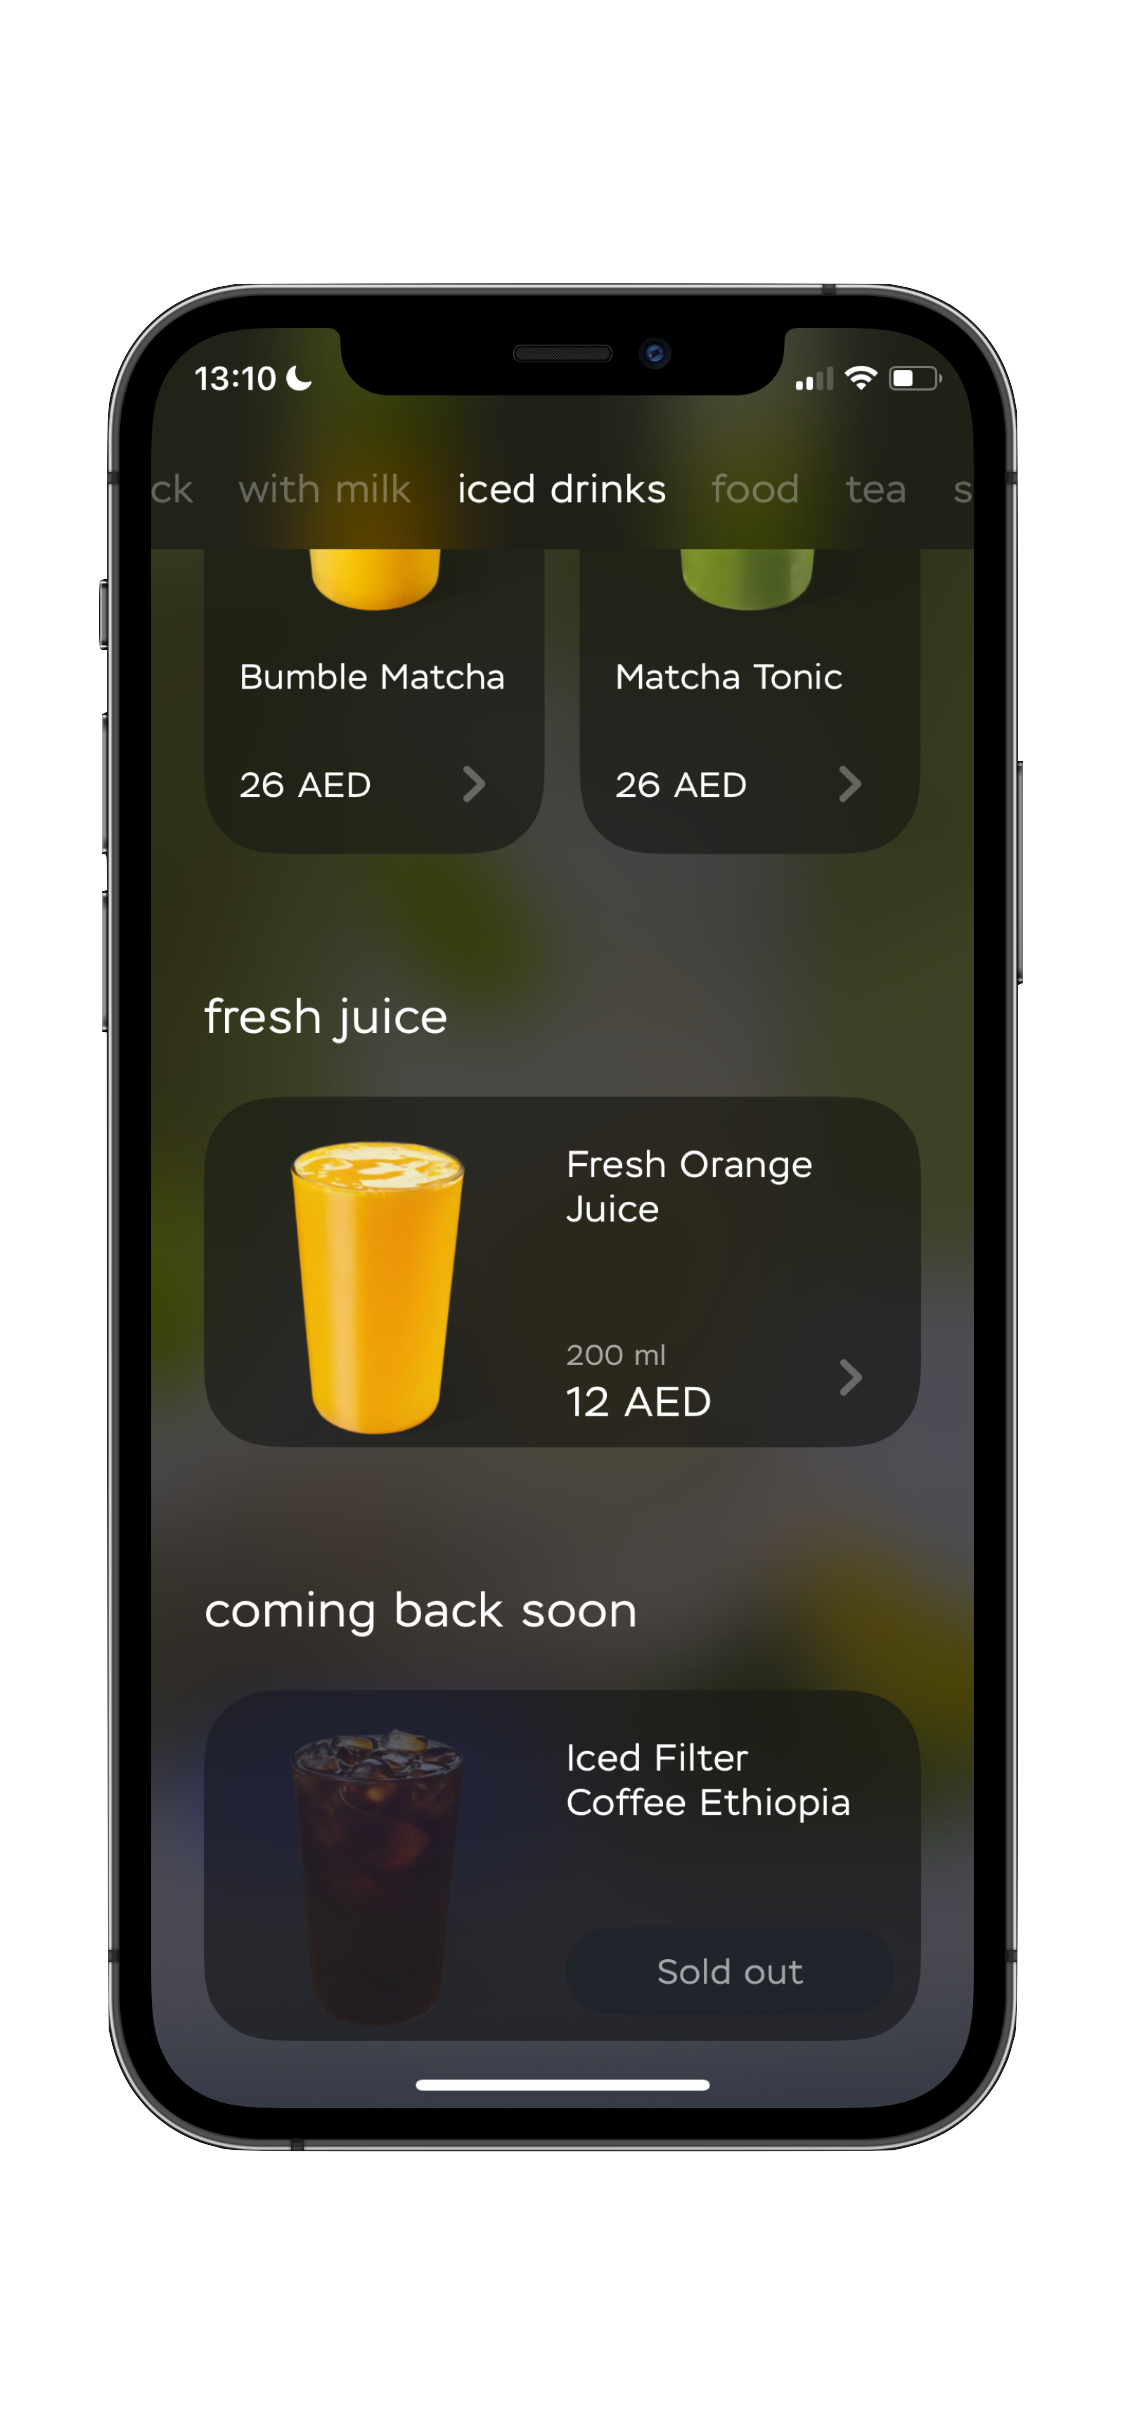 13:10
ck with milk iced drinks food tea s
Bumble Matcha
Matcha Tonic
26 AED
26 AED
fresh juice
Fresh Orange
Juice
200 ml
12 AED
coming back soon
Iced Filter
Coffee Ethiopia
Sold out